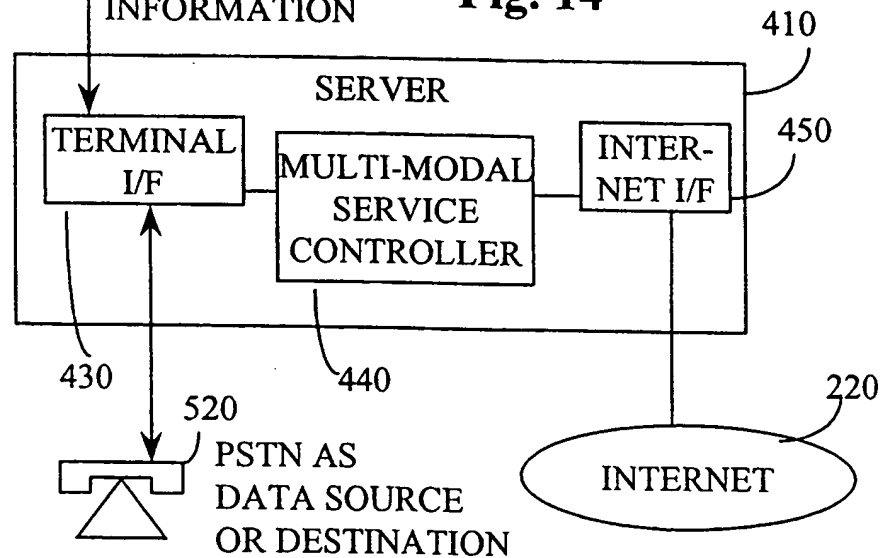 INFORMATION
Fig. 14
410
SERVER
TERMINAL
I/F
MULTI-MODAL
SERVICE
CONTROLLER
INTER-
NET I/F
450
430
440
520
220
PSTN AS
DATA SOURCE
OR DESTINATION
INTERNET